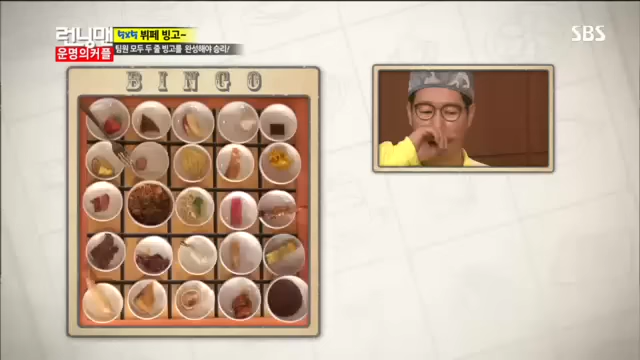 런닝맨
운명의커플
5X5 뷔페 빙고~
팀원 모두 두 줄 빙고를 완성해야 승리!
SBS
BINGO